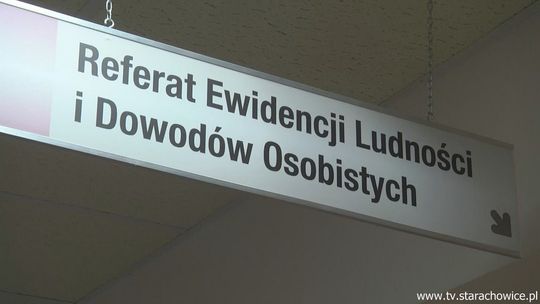 Referat Ewidencji Ludności
i Dowodów Osobistych
www.tv.starachowice.pl